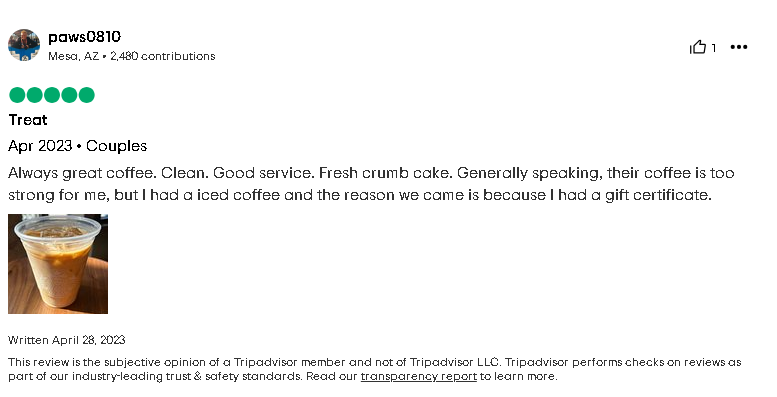 paws0810
Mesa, AZ • 2,480 contributions
1
Treat
Apr 2023 • Couples
Always great coffee. Clean. Good service. Fresh crumb cake. Generally speaking, their coffee is too
strong for me, but I had a iced coffee and the reason we came is because I had a gift certificate.
Written April 28, 2023
This review is the subjective opinion of a Tripadvisor member and not of Tripadvisor LLC. Tripadvisor performs checks on reviews as
part of our industry-leading trust & safety standards. Read our transparency report to learn more.